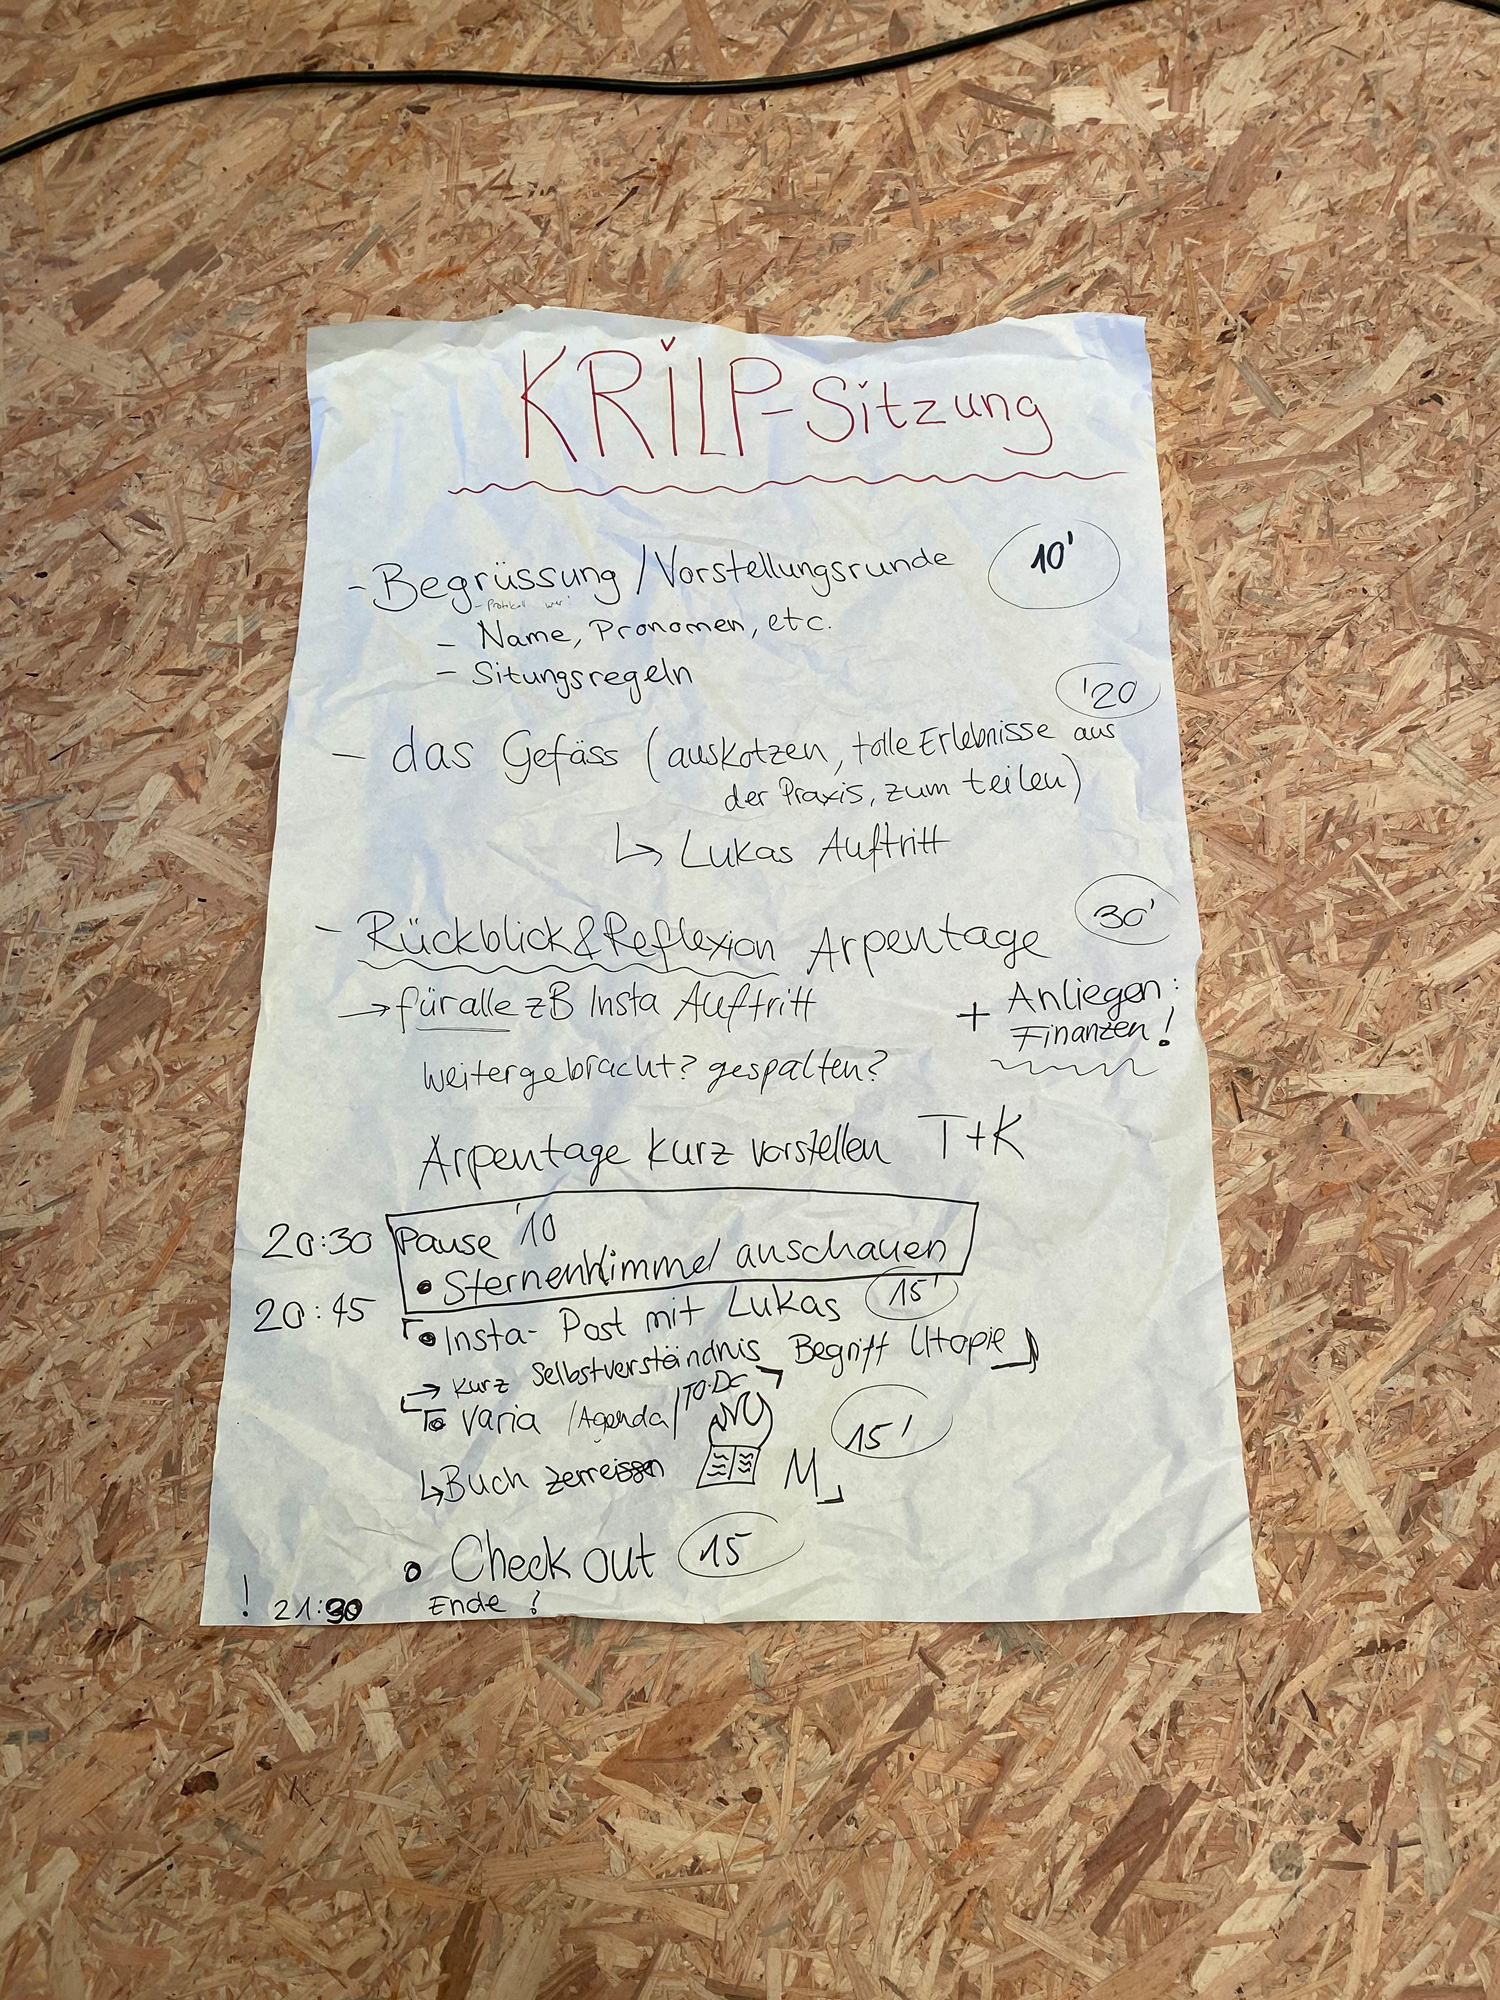 KRiLP-Sitzung
- Begrüssung / Vorstellungsrunde 10'
- Protokoll wer?
- Name, Pronomen, etc.
- Situngsregeln
'20
- das Gefäss (auskotzen, tolle Erlebnisse aus
der Praxis, zum teilen)
↳ Lukas Auftritt
30'
- Rückblick & Reflexion Arpentage
→ für alle zB Insta Auftritt
+ Anliegen:
Finanzen!
weitergebracht? gespalten?
Arpentage kurz vorstellen T+K
20:30 Pause '10
• Sternenhimmel anschauen
20:45 • Insta-Post mit Lukas 15'
→ kurz Selbstverständnis Begriff Utopie
• Varia /Agenda/ TO-Do 15'
↳ Buch zerreissen M
• Check out 15
! 21:30 Ende !